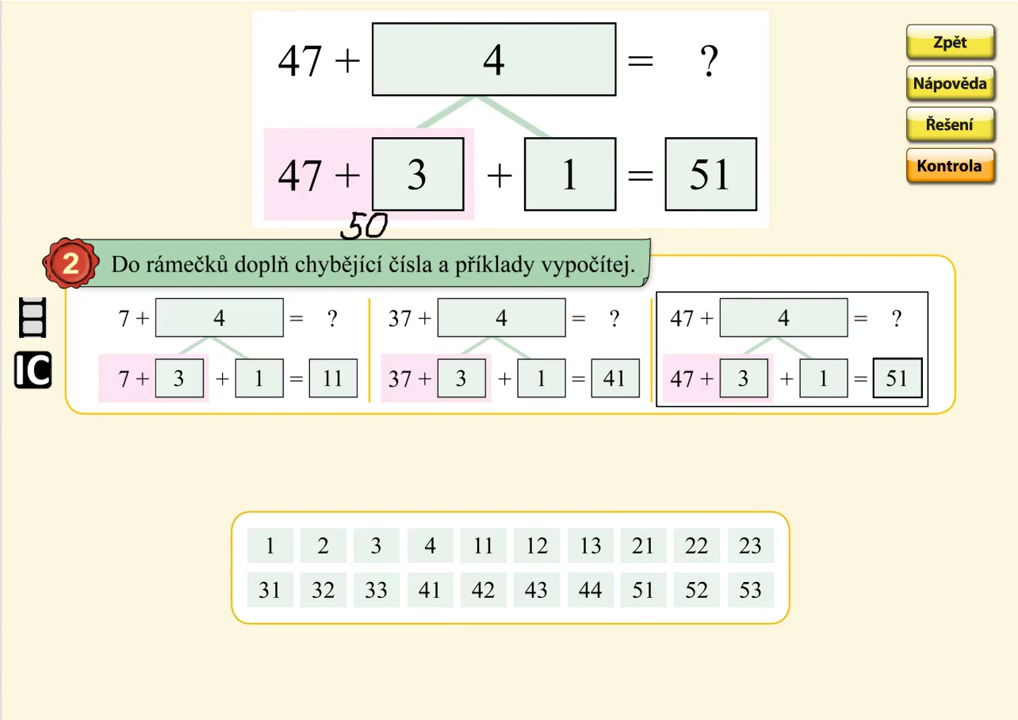 47 + 4 = ?
47 + 3 + 1 = 51
50
Zpět
Nápověda
Řešení
Kontrola
2 Do rámečků doplň chybějící čísla a příklady vypočítej.
7 + 4 = ? 37 + 4 = ? 47 + 4 = ?
7 + 3 + 1 = 11 37 + 3 + 1 = 41 47 + 3 + 1 = 51
IC
1 2 3 4 11 12 13 21 22 23
31 32 33 41 42 43 44 51 52 53